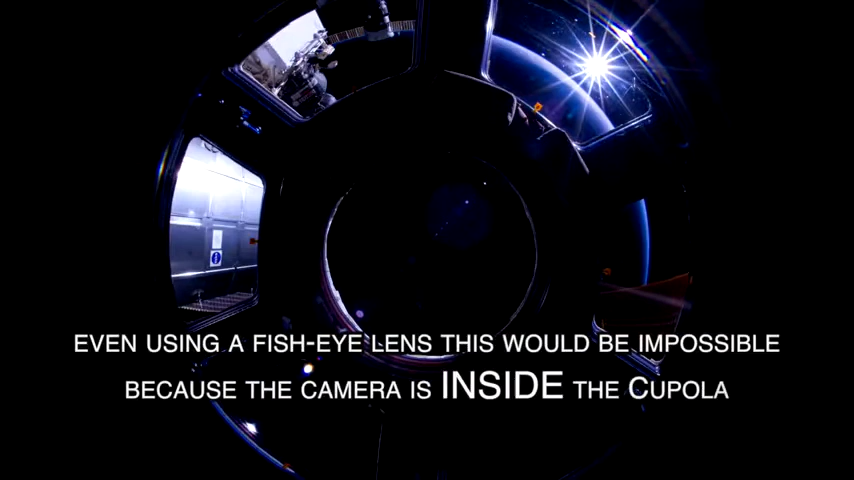 EVEN USING A FISH-EYE LENS THIS WOULD BE IMPOSSIBLE
BECAUSE THE CAMERA IS INSIDE THE CUPOLA